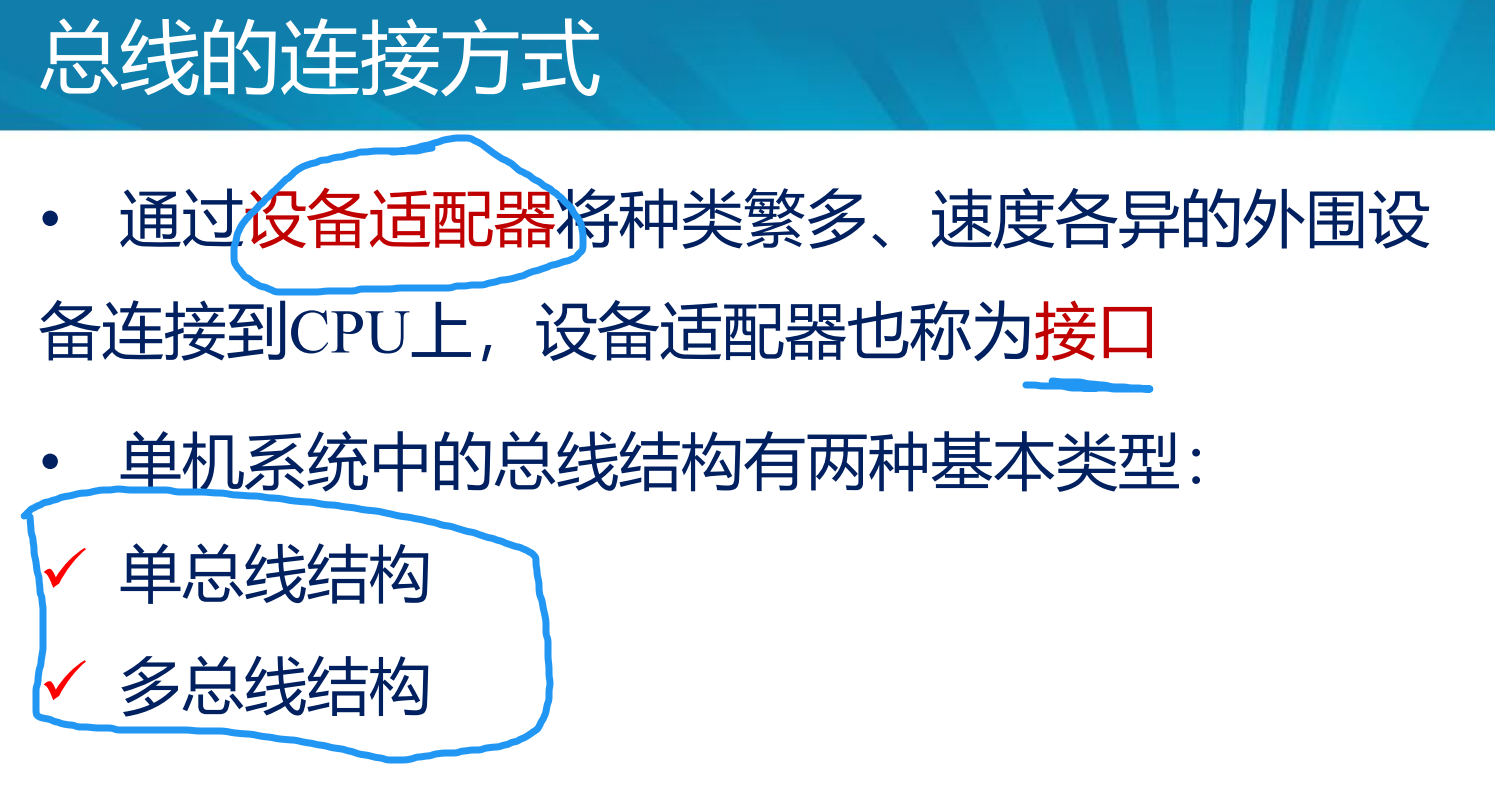 总线的连接方式
• 通过设备适配器将种类繁多、速度各异的外围设
备连接到CPU上，设备适配器也称为接口
• 单机系统中的总线结构有两种基本类型：
✓ 单总线结构
✓ 多总线结构